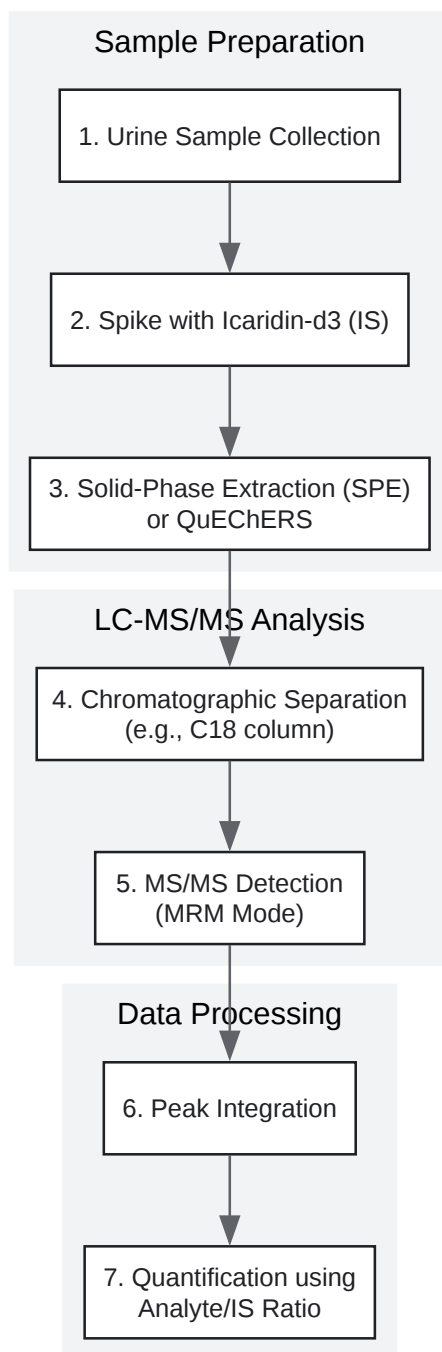 Sample Preparation
1. Urine Sample Collection
2. Spike with Icaridin-d3 (IS)
3. Solid-Phase Extraction (SPE)
or QuEChERS
LC-MS/MS Analysis
4. Chromatographic Separation
(e.g., C18 column)
5. MS/MS Detection
(MRM Mode)
Data Processing
6. Peak Integration
7. Quantification using
Analyte/IS Ratio